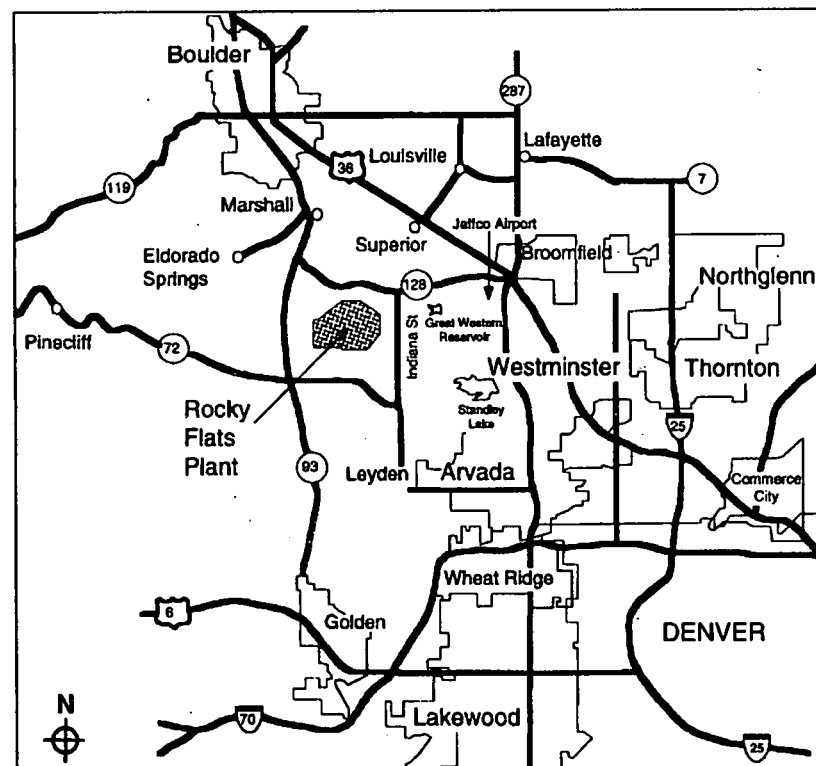 Boulder
287
Lafayette
Louisville
36
119
7
Marshall
Jeffco Airport
Superior
Broomfield
Eldorado
Springs
Northglenn
128
Indiana St
Great Western
Reservoir
Pinecliff
72
Westminster
Thornton
Rocky
Flats
Plant
Standley
Lake
25
93
Leyden
Arvada
Commerce
City
Wheat Ridge
6
Golden
DENVER
N
70
Lakewood
25